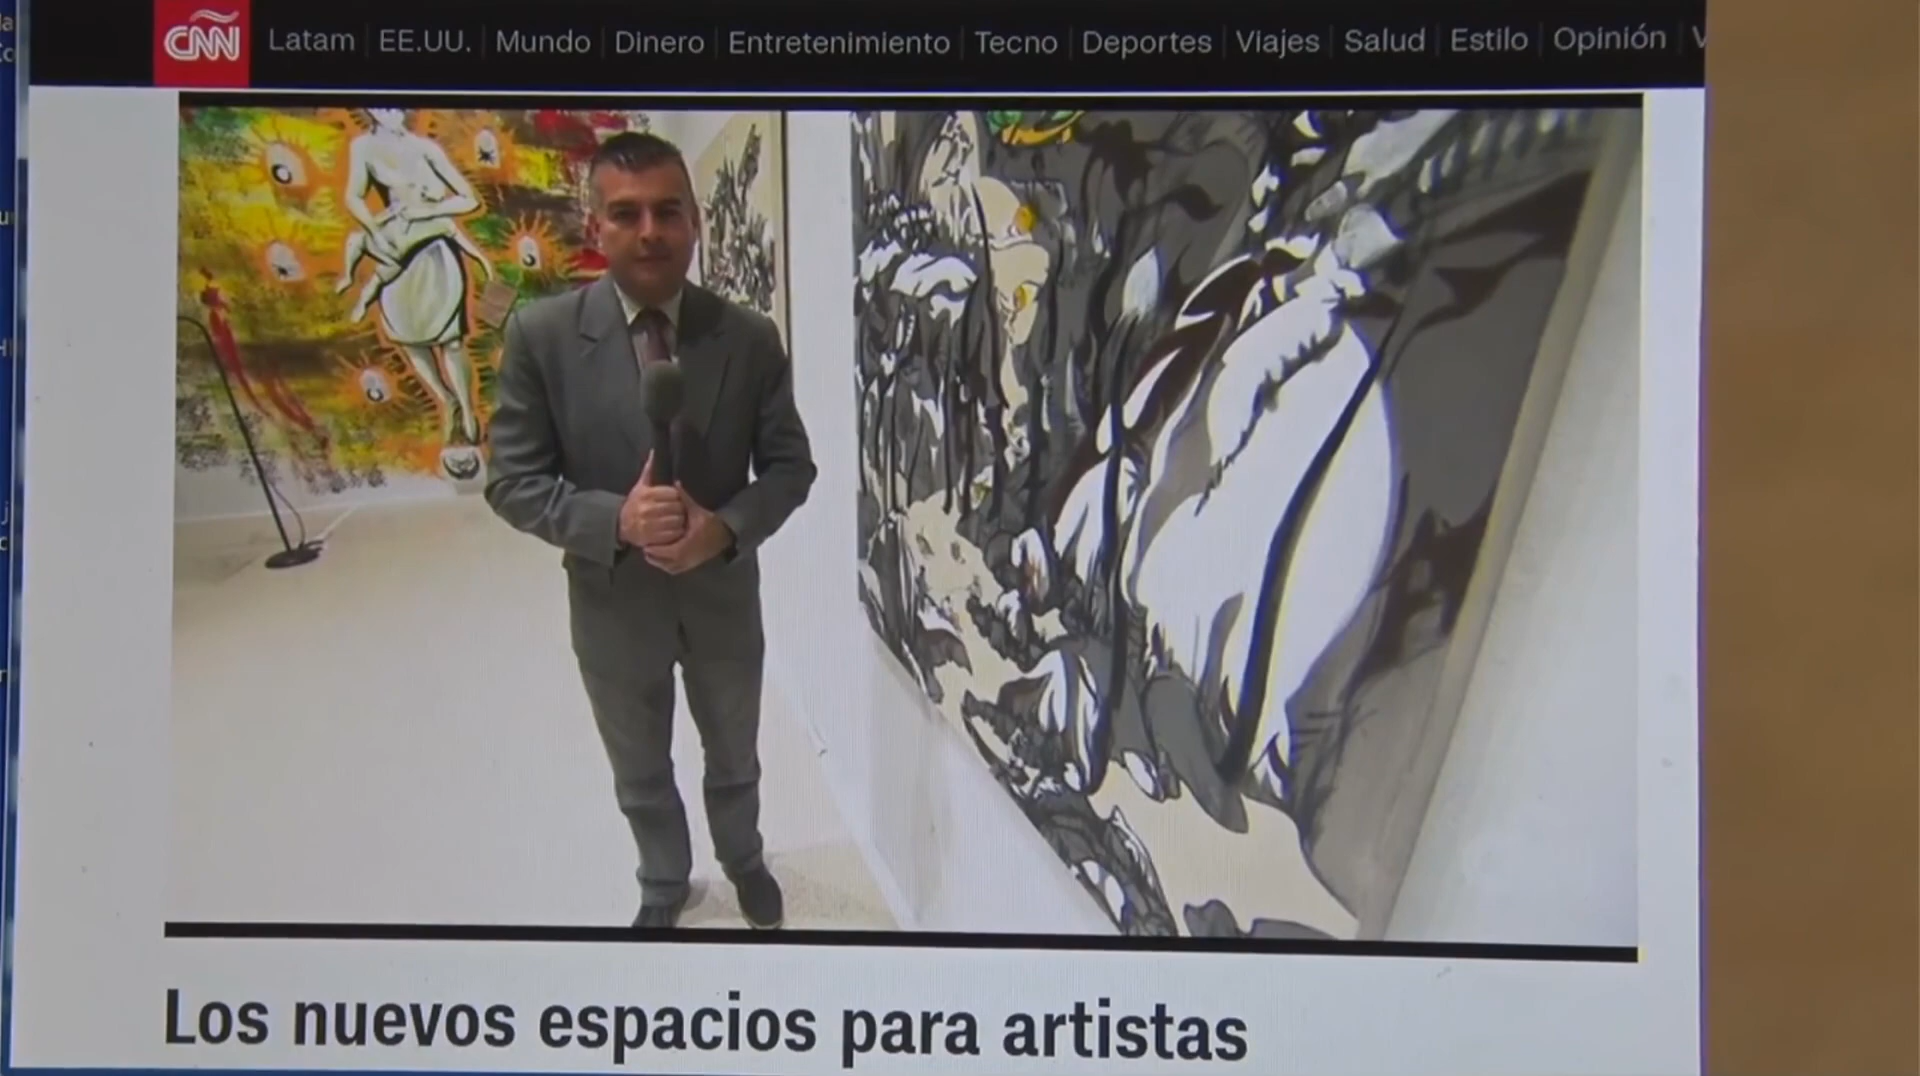 CNN Latam EE.UU. Mundo Dinero Entretenimiento Tecno Deportes Viajes Salud Estilo Opinión
Los nuevos espacios para artistas